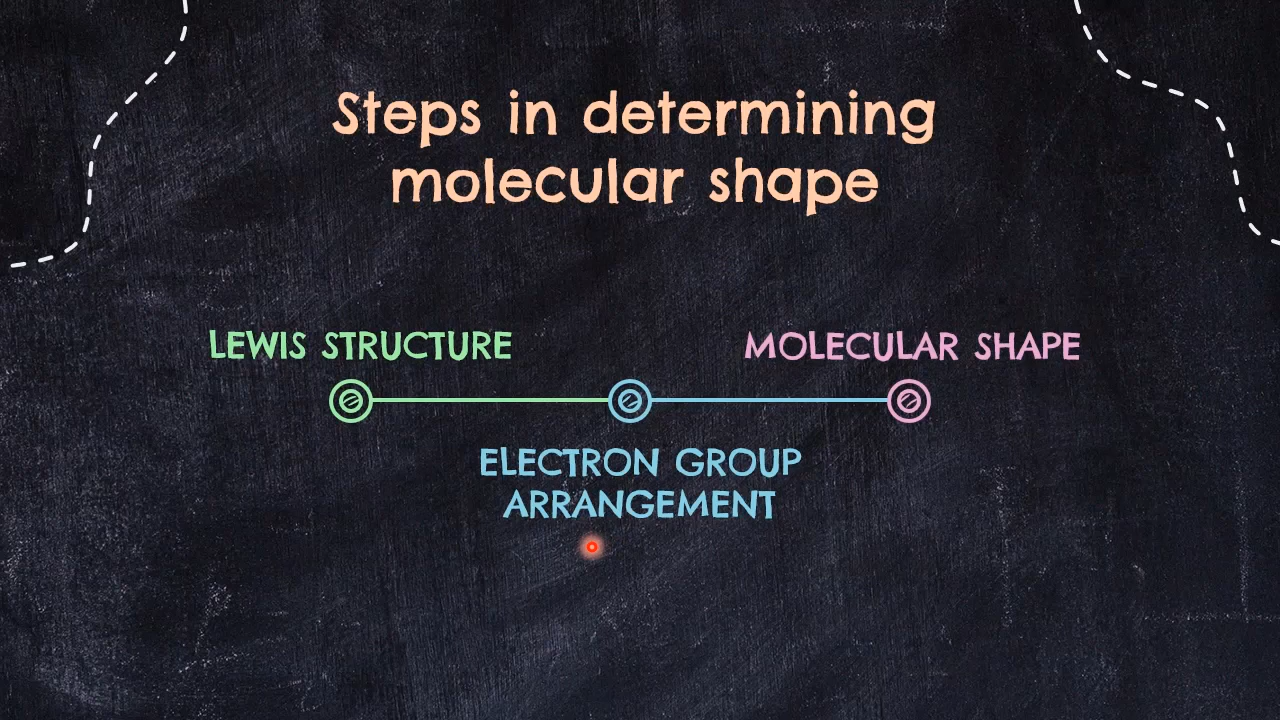 Steps in determining
molecular shape
LEWIS STRUCTURE
MOLECULAR SHAPE
ELECTRON GROUP
ARRANGEMENT